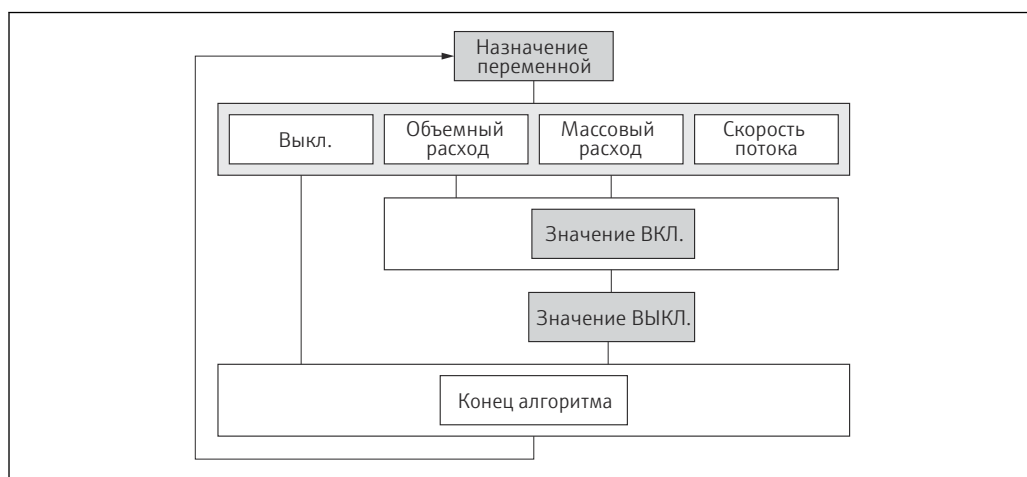 Назначение
переменной
Выкл.
Объемный
расход
Массовый
расход
Скорость
потока
Значение ВКЛ.
Значение ВЫКЛ.
Конец алгоритма